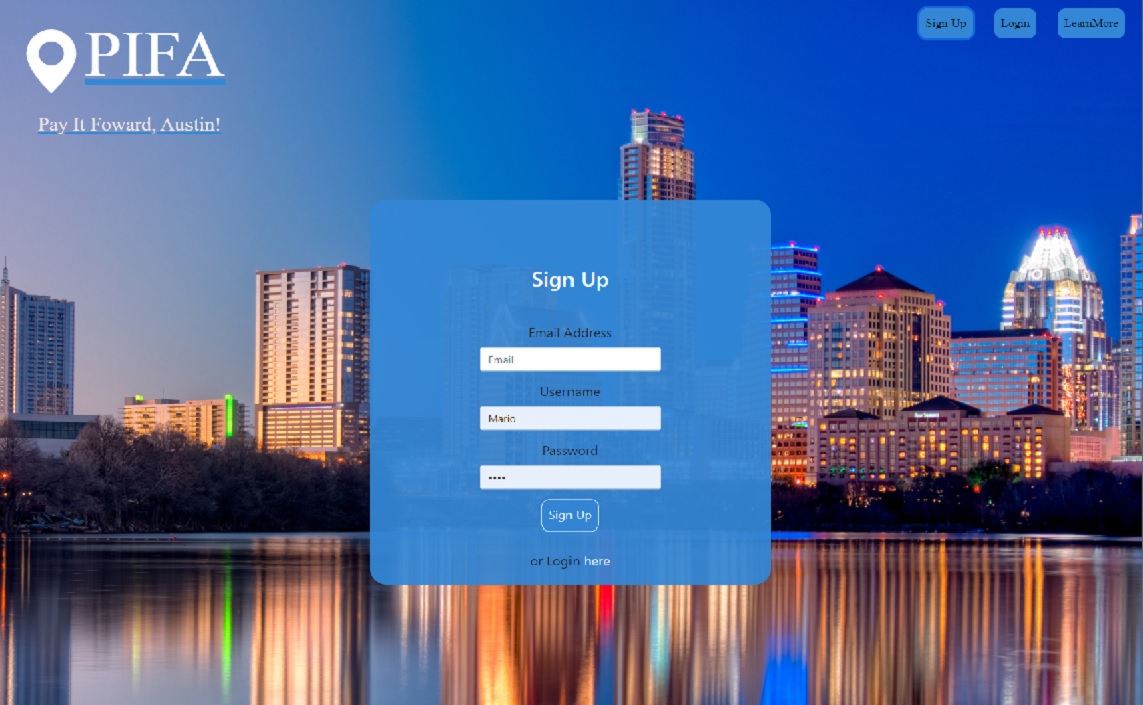 Sign Up
Login
LearnMore
PIFA
Pay It Foward, Austin!
Sign Up
Email Address
Email
Username
Mario
Password
••••
Sign Up
or Login here